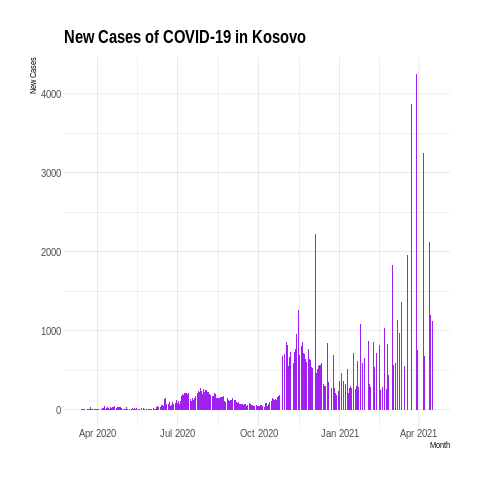 New Cases of COVID-19 in Kosovo
New Cases
4000
3000
2000
1000
0
Apr 2020 Jul 2020 Oct 2020 Jan 2021 Apr 2021
Month